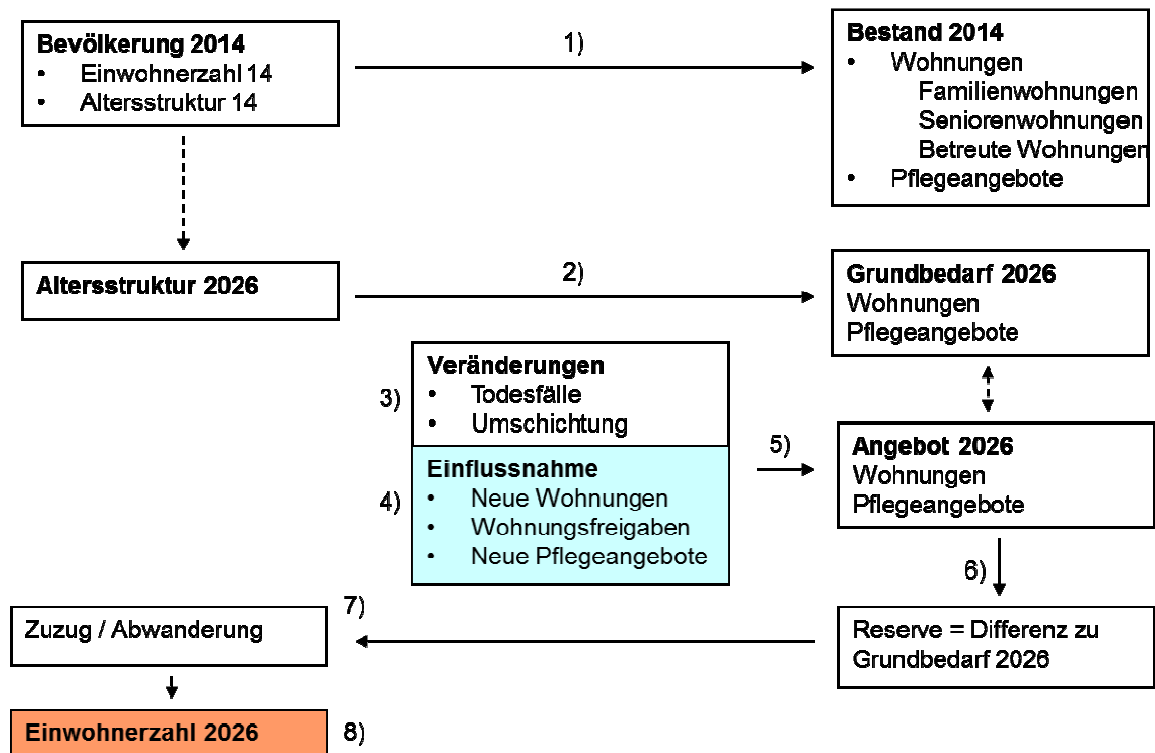 Bevölkerung 2014
• Einwohnerzahl 14
• Altersstruktur 14
1)
Bestand 2014
• Wohnungen
Familienwohnungen
Seniorenwohnungen
Betreute Wohnungen
• Pflegeangebote
Altersstruktur 2026
2)
Grundbedarf 2026
Wohnungen
Pflegeangebote
3)
Veränderungen
• Todesfälle
• Umschichtung
4)
Einflussnahme
• Neue Wohnungen
• Wohnungsfreigaben
• Neue Pflegeangebote
5)
Angebot 2026
Wohnungen
Pflegeangebote
6)
Reserve = Differenz zu
Grundbedarf 2026
7)
Zuzug / Abwanderung
Einwohnerzahl 2026
8)